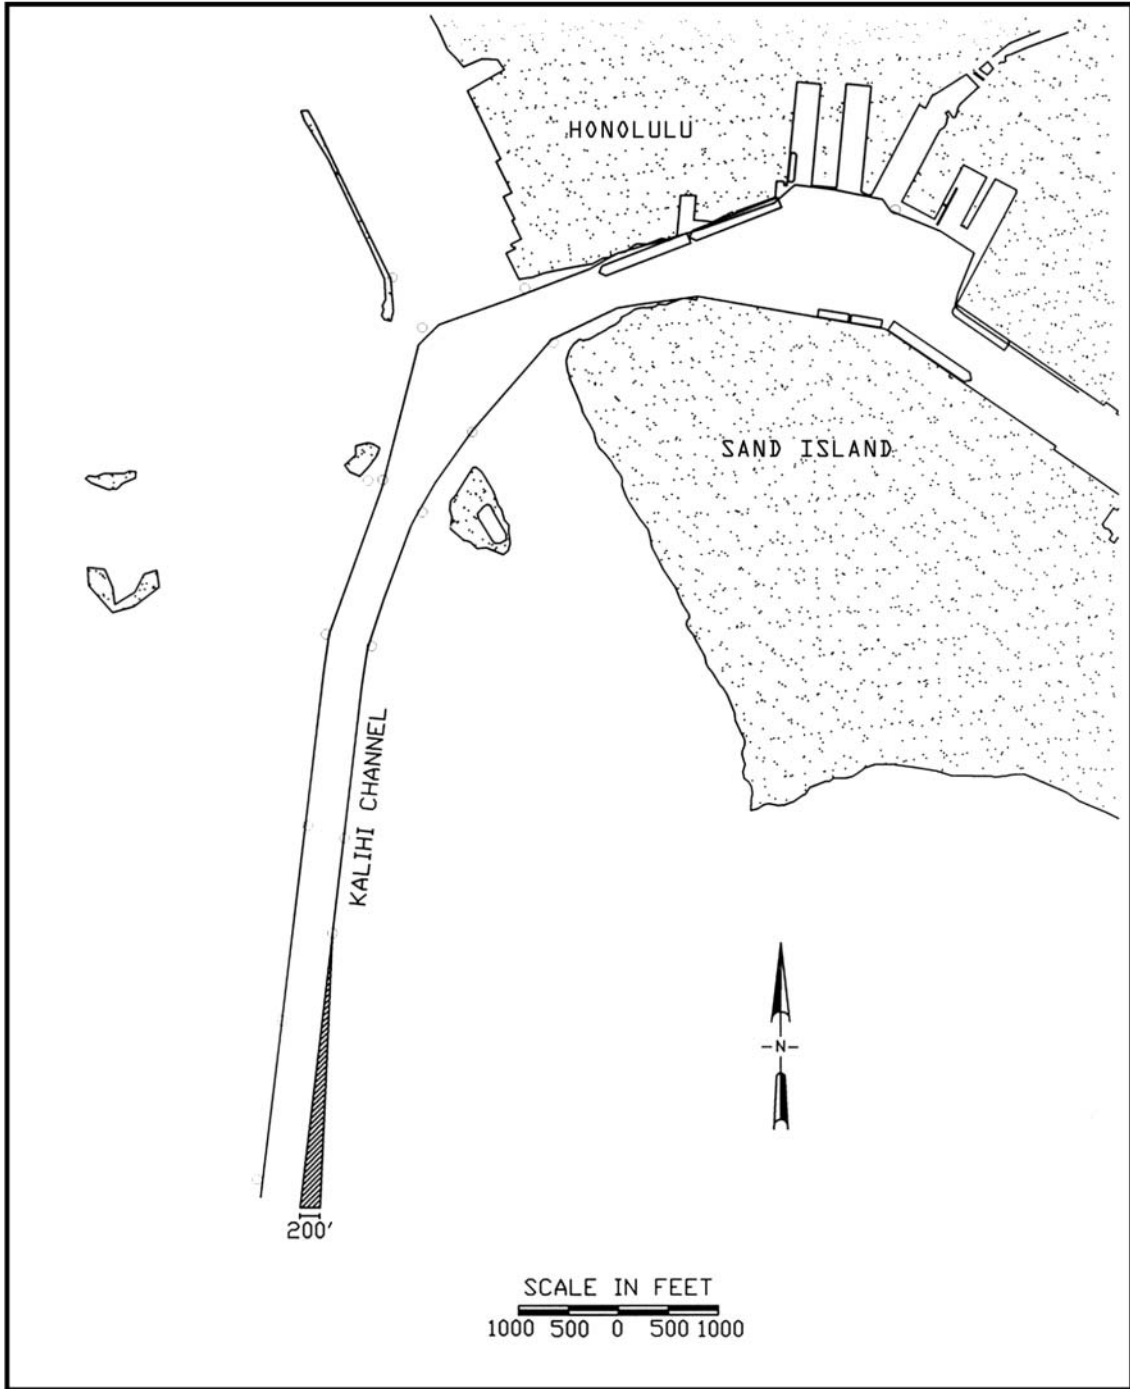 HONOLULU
SAND ISLAND
KALIHI CHANNEL
-N-
200'
SCALE IN FEET
1000 500 0 500 1000